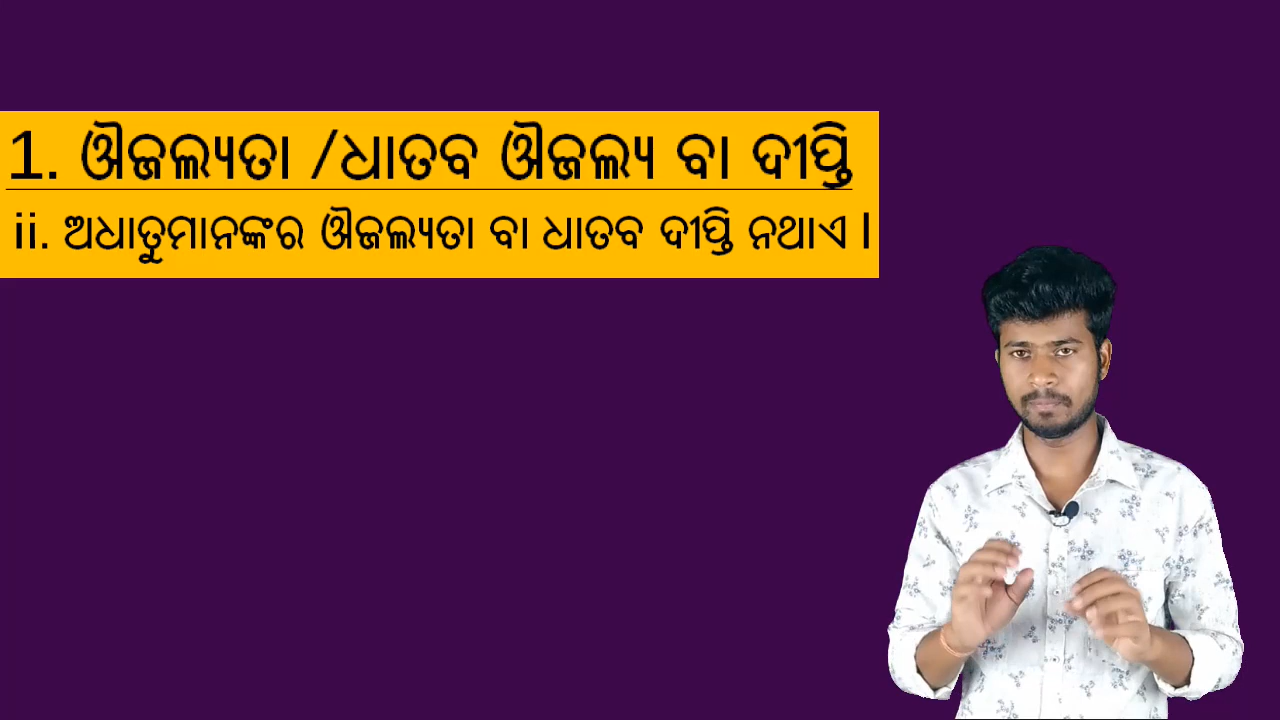 1. ଔଜଲ୍ୟତା /ଧାତବ ଔଜଲ୍ୟ ବା ଦୀପ୍ତି
ii. ଅଧାତୁମାନଙ୍କର ଔଜଲ୍ୟତା ବା ଧାତବ ଦୀପ୍ତି ନଥାଏ l